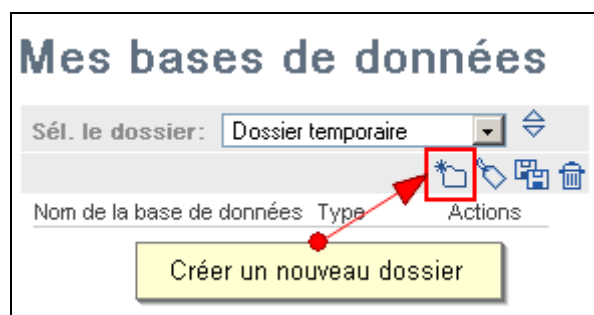 Mes bases de données
Sél. le dossier: Dossier temporaire
Nom de la base de données Type Actions
Créer un nouveau dossier